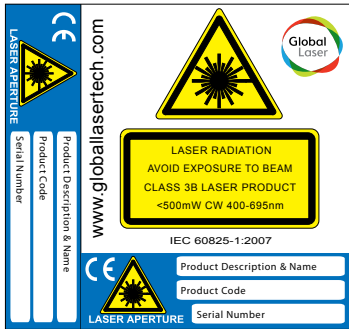 CE
LASER APERTURE
Product Description & Name
Product Code
Serial Number
www.globallasertech.com
Global
Laser
LASER RADIATION
AVOID EXPOSURE TO BEAM
CLASS 3B LASER PRODUCT
<500mW CW 400-695nm
IEC 60825-1:2007
CE
LASER APERTURE
Product Description & Name
Product Code
Serial Number